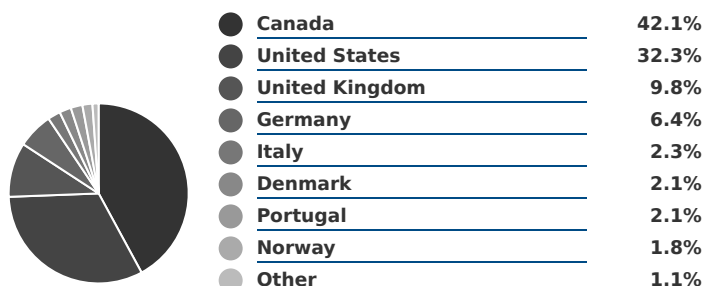 Canada 42.1%
United States 32.3%
United Kingdom 9.8%
Germany 6.4%
Italy 2.3%
Denmark 2.1%
Portugal 2.1%
Norway 1.8%
Other 1.1%